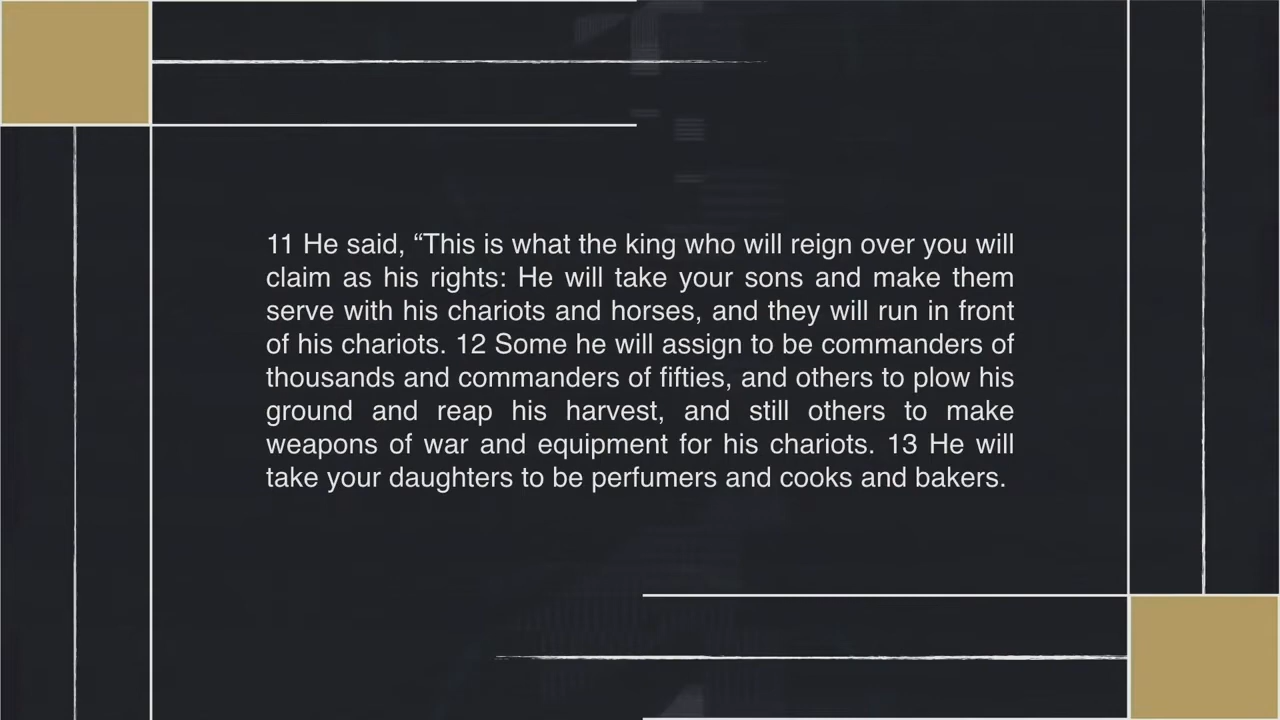 11 He said, “This is what the king who will reign over you will
claim as his rights: He will take your sons and make them
serve with his chariots and horses, and they will run in front
of his chariots. 12 Some he will assign to be commanders of
thousands and commanders of fifties, and others to plow his
ground and reap his harvest, and still others to make
weapons of war and equipment for his chariots. 13 He will
take your daughters to be perfumers and cooks and bakers.